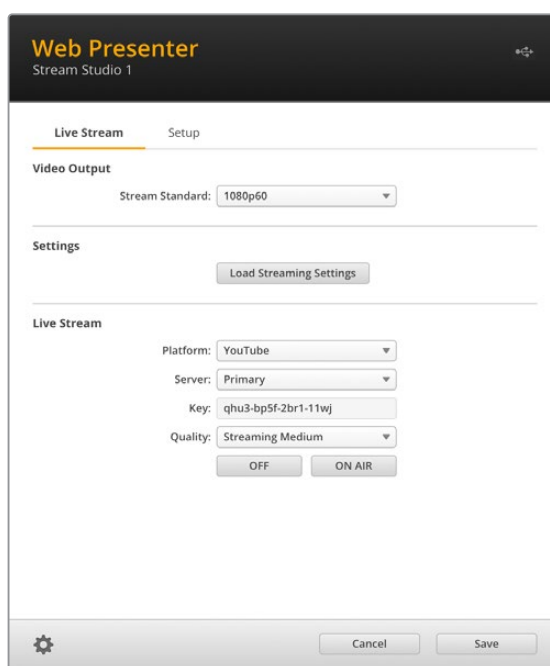 Web Presenter
Stream Studio 1
Live Stream Setup
Video Output
Stream Standard: 1080p60
Settings
Load Streaming Settings
Live Stream
Platform: YouTube
Server: Primary
Key: qhu3-bp5f-2br1-11wj
Quality: Streaming Medium
OFF ON AIR
Cancel Save